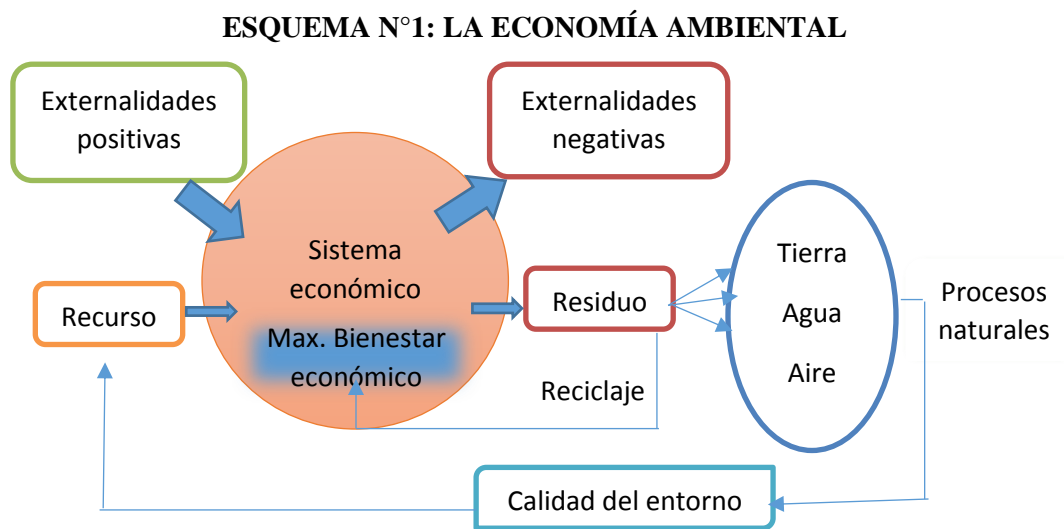 ESQUEMA N°1: LA ECONOMÍA AMBIENTAL
Externalidades
positivas
Externalidades
negativas
Sistema
económico
Max. Bienestar
económico
Recurso
Residuo
Reciclaje
Tierra
Agua
Aire
Procesos
naturales
Calidad del entorno